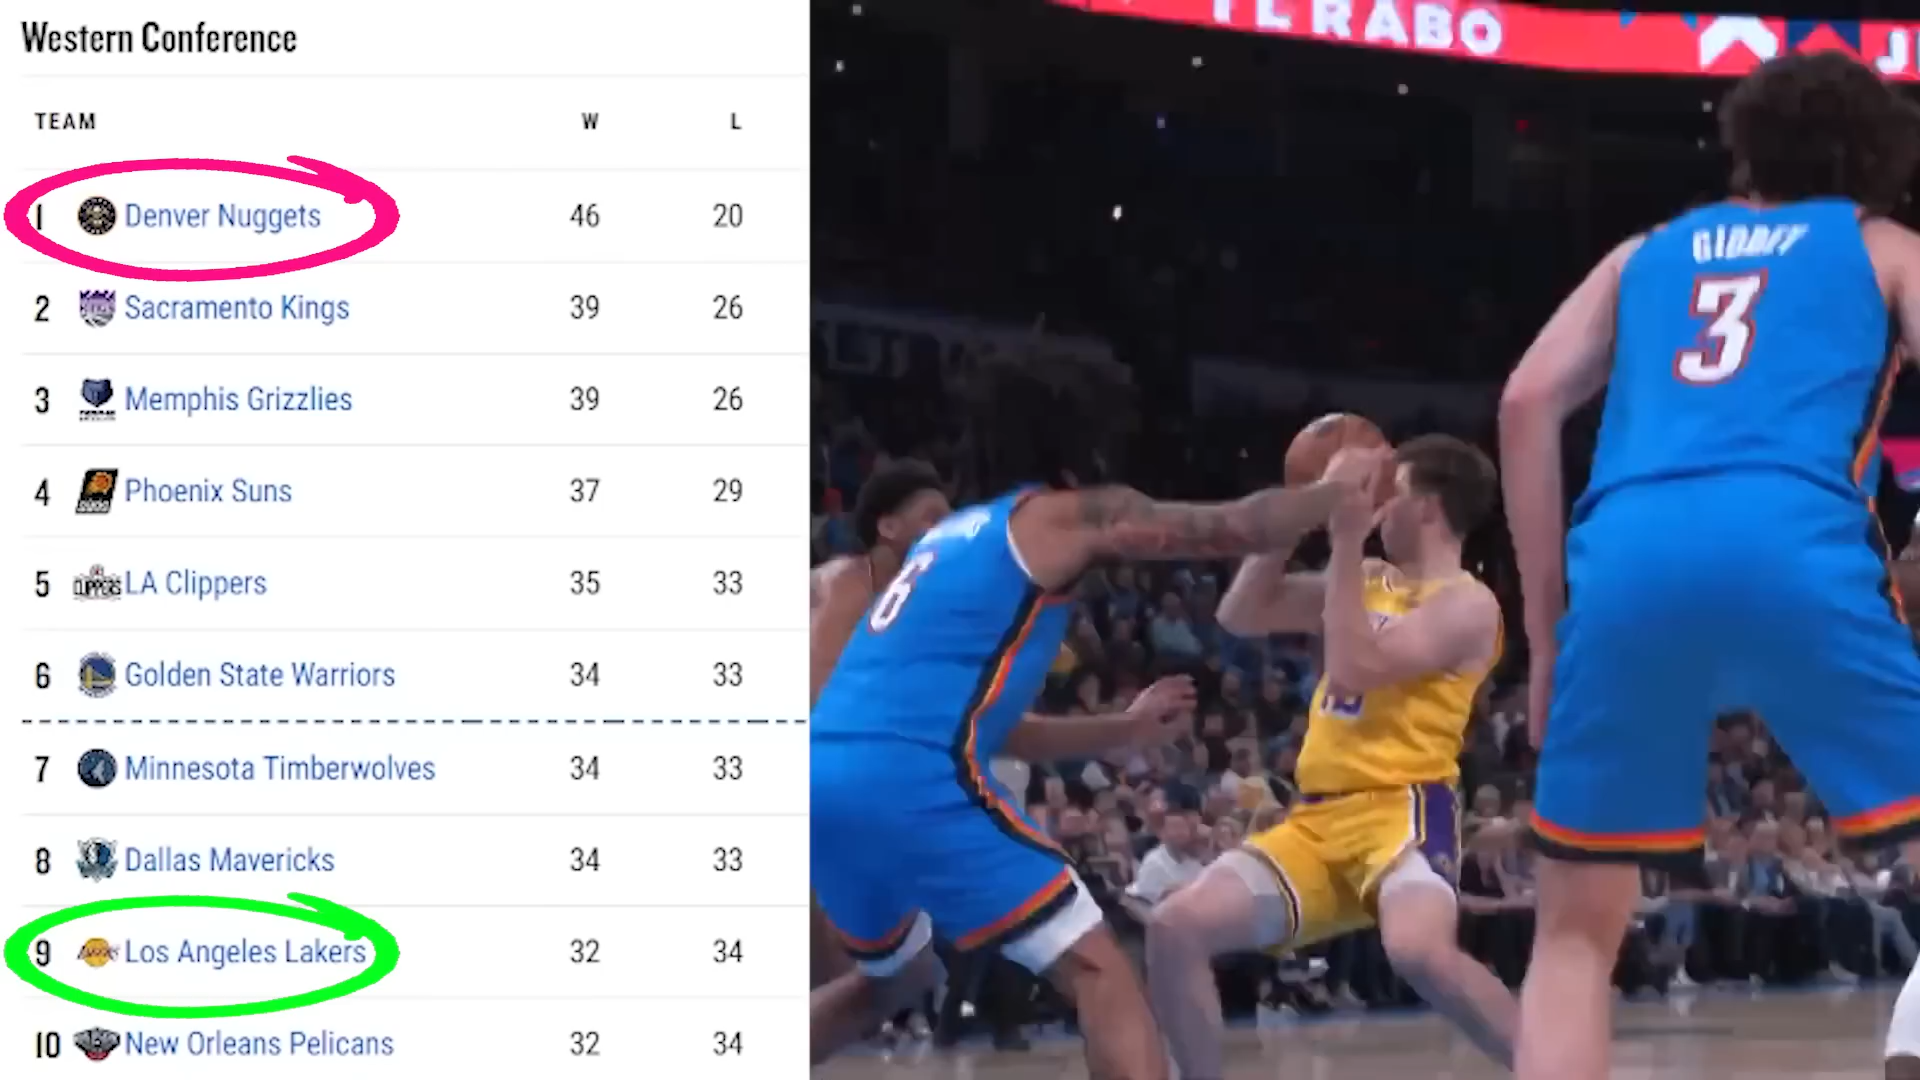 Western Conference
TEAM W L
1 Denver Nuggets 46 20
2 Sacramento Kings 39 26
3 Memphis Grizzlies 39 26
4 Phoenix Suns 37 29
5 CLIPPERS LA Clippers 35 33
6 Golden State Warriors 34 33
7 Minnesota Timberwolves 34 33
8 Dallas Mavericks 34 33
9 Los Angeles Lakers 32 34
10 New Orleans Pelicans 32 34
RABO
GIDDEY
3
6